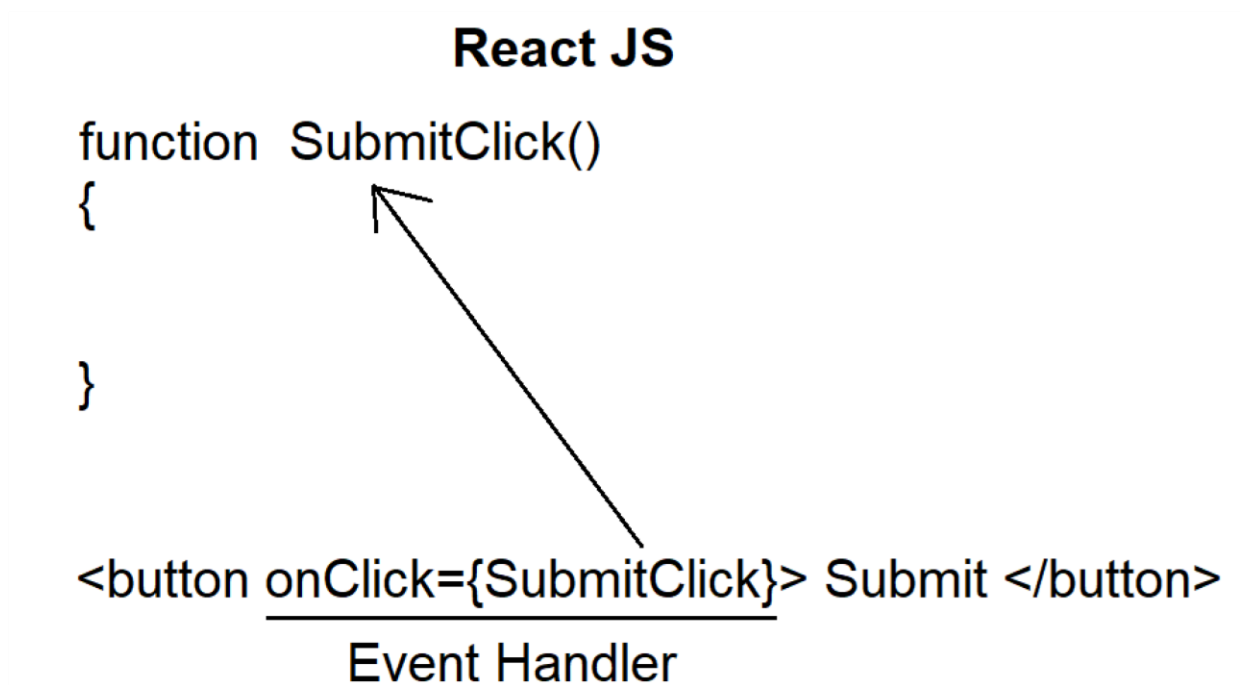 React JS
function SubmitClick()
{
}
<button onClick={SubmitClick}> Submit </button>
Event Handler